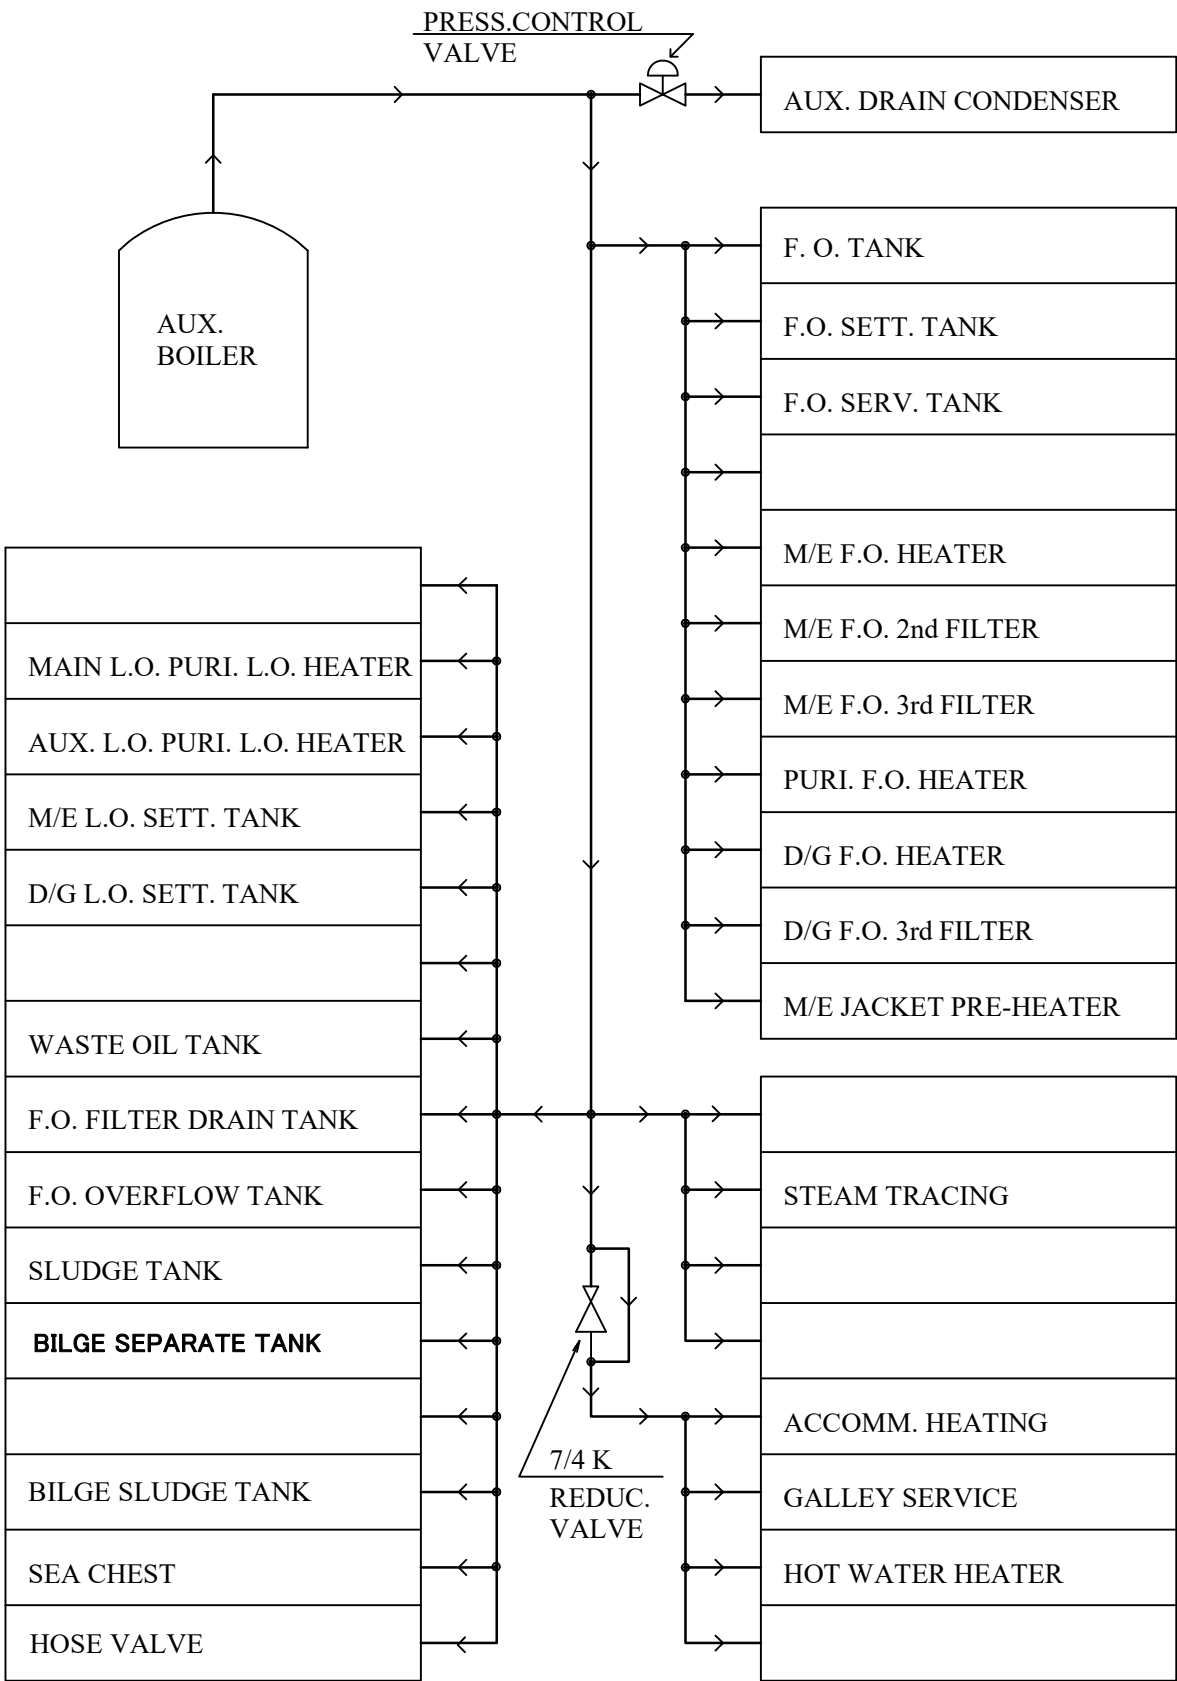 PRESS.CONTROL
VALVE
AUX. DRAIN CONDENSER
AUX.
BOILER
F. O. TANK
F.O. SETT. TANK
F.O. SERV. TANK
M/E F.O. HEATER
M/E F.O. 2nd FILTER
M/E F.O. 3rd FILTER
PURI. F.O. HEATER
D/G F.O. HEATER
D/G F.O. 3rd FILTER
M/E JACKET PRE-HEATER
MAIN L.O. PURI. L.O. HEATER
AUX. L.O. PURI. L.O. HEATER
M/E L.O. SETT. TANK
D/G L.O. SETT. TANK
WASTE OIL TANK
F.O. FILTER DRAIN TANK
F.O. OVERFLOW TANK
SLUDGE TANK
BILGE SEPARATE TANK
BILGE SLUDGE TANK
SEA CHEST
HOSE VALVE
7/4 K
REDUC.
VALVE
STEAM TRACING
ACCOMM. HEATING
GALLEY SERVICE
HOT WATER HEATER